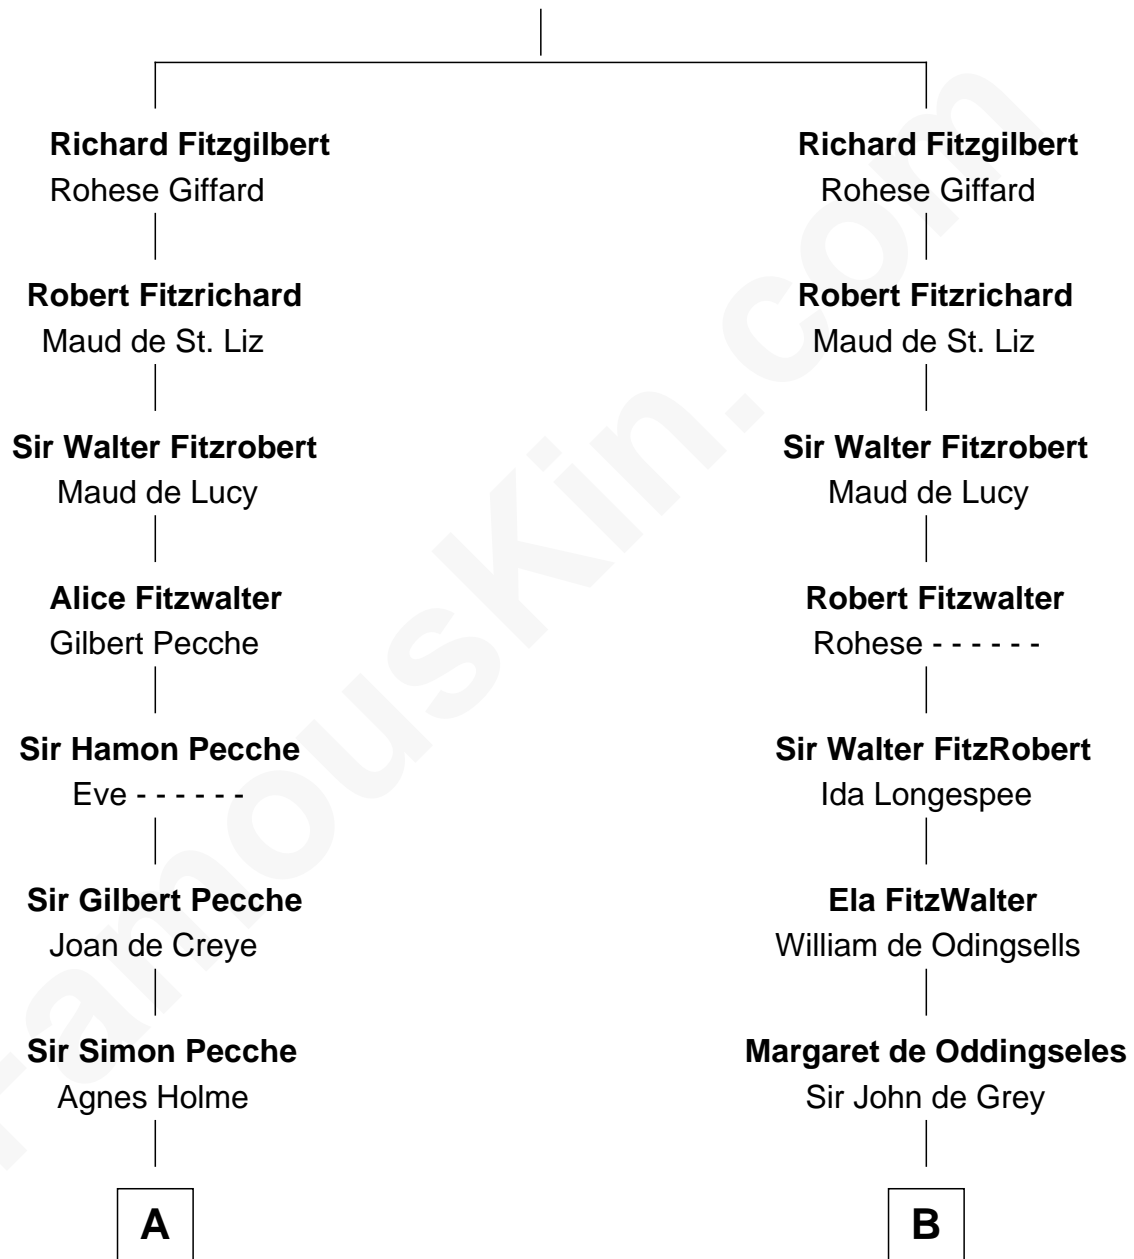 Richard Fitzgilbert
Rohese Giffard
Robert Fitzrichard
Maud de St. Liz
Sir Walter Fitzrobert
Maud de Lucy
Alice Fitzwalter
Gilbert Pecche
Sir Hamon Pecche
Eve - - - - - -
Sir Gilbert Pecche
Joan de Creye
Sir Simon Pecche
Agnes Holme
A
Richard Fitzgilbert
Rohese Giffard
Robert Fitzrichard
Maud de St. Liz
Sir Walter Fitzrobert
Maud de Lucy
Robert Fitzwalter
Rohese - - - - - -
Sir Walter FitzRobert
Ida Longespee
Ela FitzWalter
William de Odingsells
Margaret de Oddingseles
Sir John de Grey
B
FamousKin.com